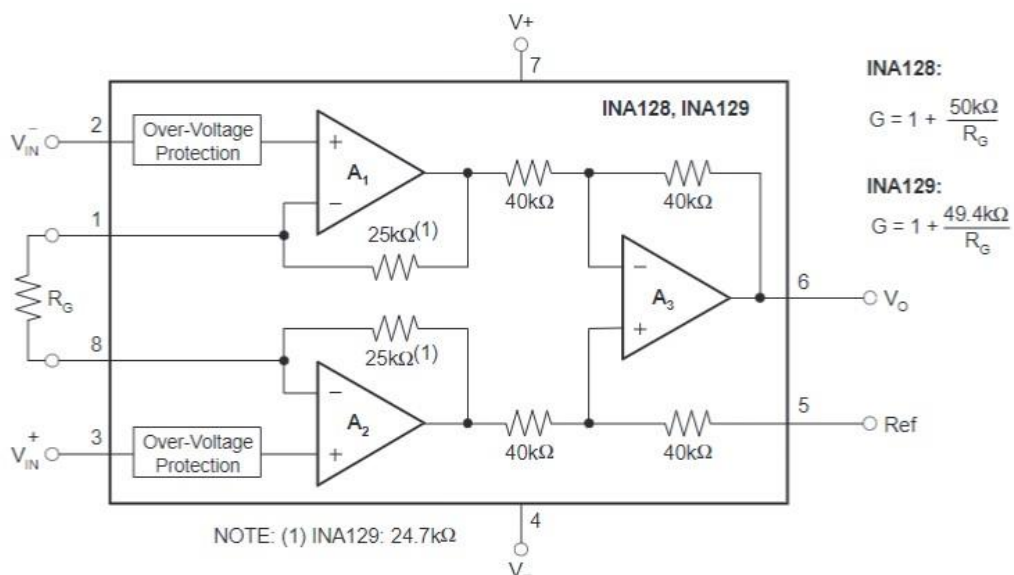 V+
7
INA128:
G = 1 + 50kΩ / R_G
INA129:
G = 1 + 49.4kΩ / R_G
INA128, INA129
2
V_IN^−
Over-Voltage
Protection
+
A1
−
40kΩ
40kΩ
1
25kΩ(1)
R_G
−
A3
+
6
V_O
8
25kΩ(1)
−
A2
+
40kΩ
40kΩ
5
Ref
3
V_IN^+
Over-Voltage
Protection
4
NOTE: (1) INA129: 24.7kΩ
V−